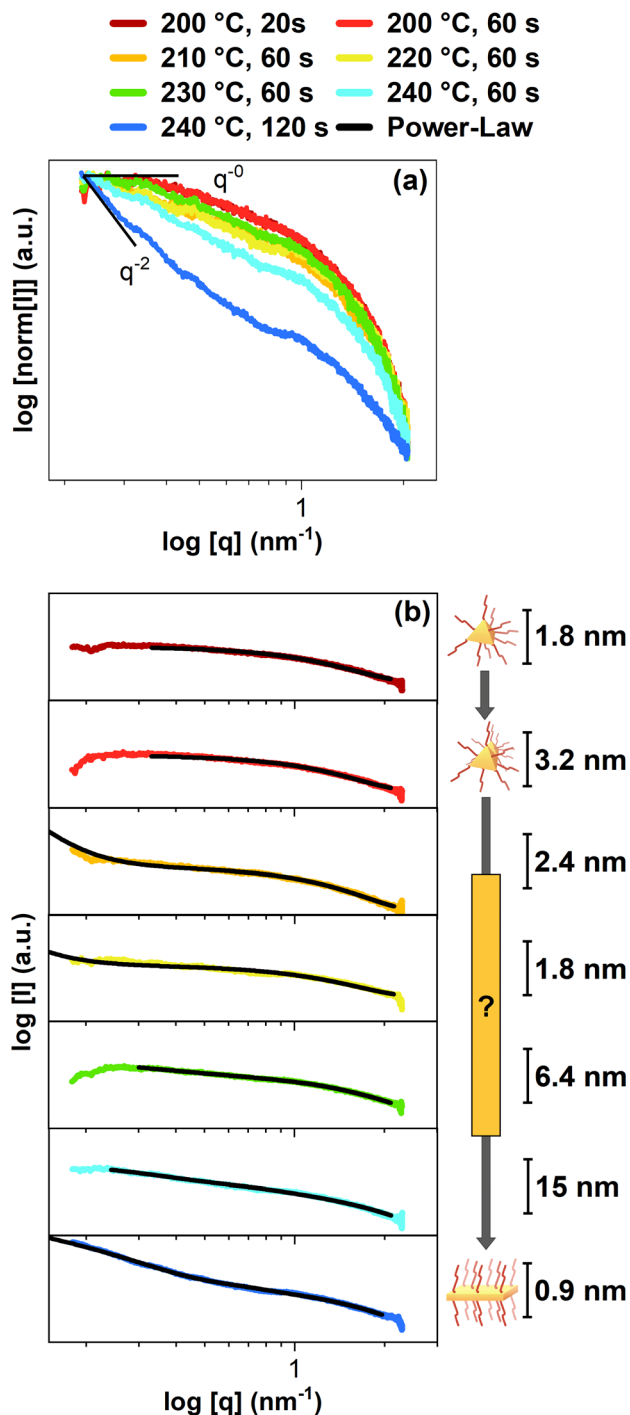 200 °C, 20s
200 °C, 60 s
210 °C, 60 s
220 °C, 60 s
230 °C, 60 s
240 °C, 60 s
240 °C, 120 s
Power-Law
(a)
q-0
q-2
log [norm[I]] (a.u.)
1
log [q] (nm-1)
(b)
1.8 nm
3.2 nm
2.4 nm
1.8 nm
?
6.4 nm
15 nm
0.9 nm
log [I] (a.u.)
1
log [q] (nm-1)